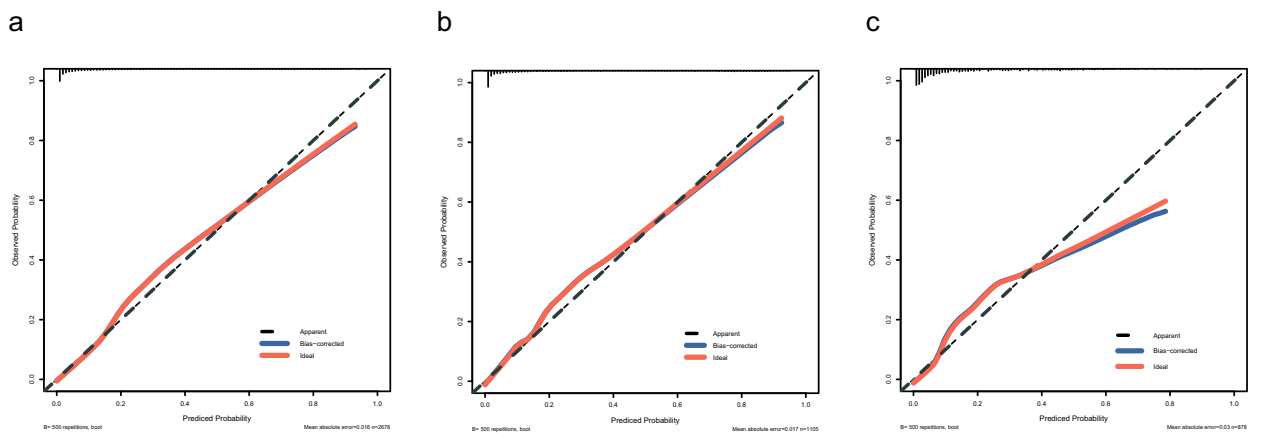 a
1.0
0.8
0.6
0.4
0.2
0.0
Observed Probability
Apparent
Bias-corrected
Ideal
0.0 0.2 0.4 0.6 0.8 1.0
Prediced Probability
B= 500 repetitions, boot
Mean absolute error=0.016 n=2678
b
1.0
0.8
0.6
0.4
0.2
0.0
Observed Probability
Apparent
Bias-corrected
Ideal
0.0 0.2 0.4 0.6 0.8 1.0
Prediced Probability
B= 500 repetitions, boot
Mean absolute error=0.017 n=1105
c
1.0
0.8
0.6
0.4
0.2
0.0
Observed Probability
Apparent
Bias-corrected
Ideal
0.0 0.2 0.4 0.6 0.8 1.0
Prediced Probability
B= 500 repetitions, boot
Mean absolute error=0.03 n=878